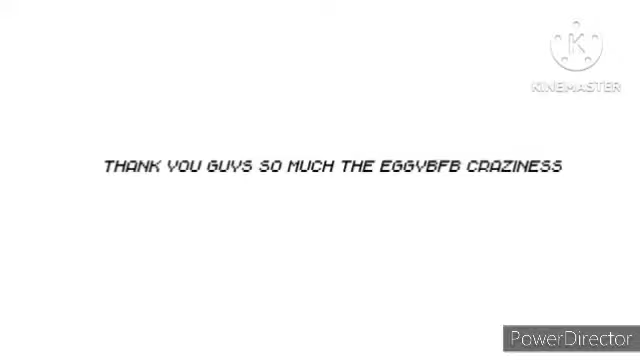 KINEMASTER
THANK YOU GUYS SO MUCH THE EGGYBFB CRAZINESS
PowerDirector